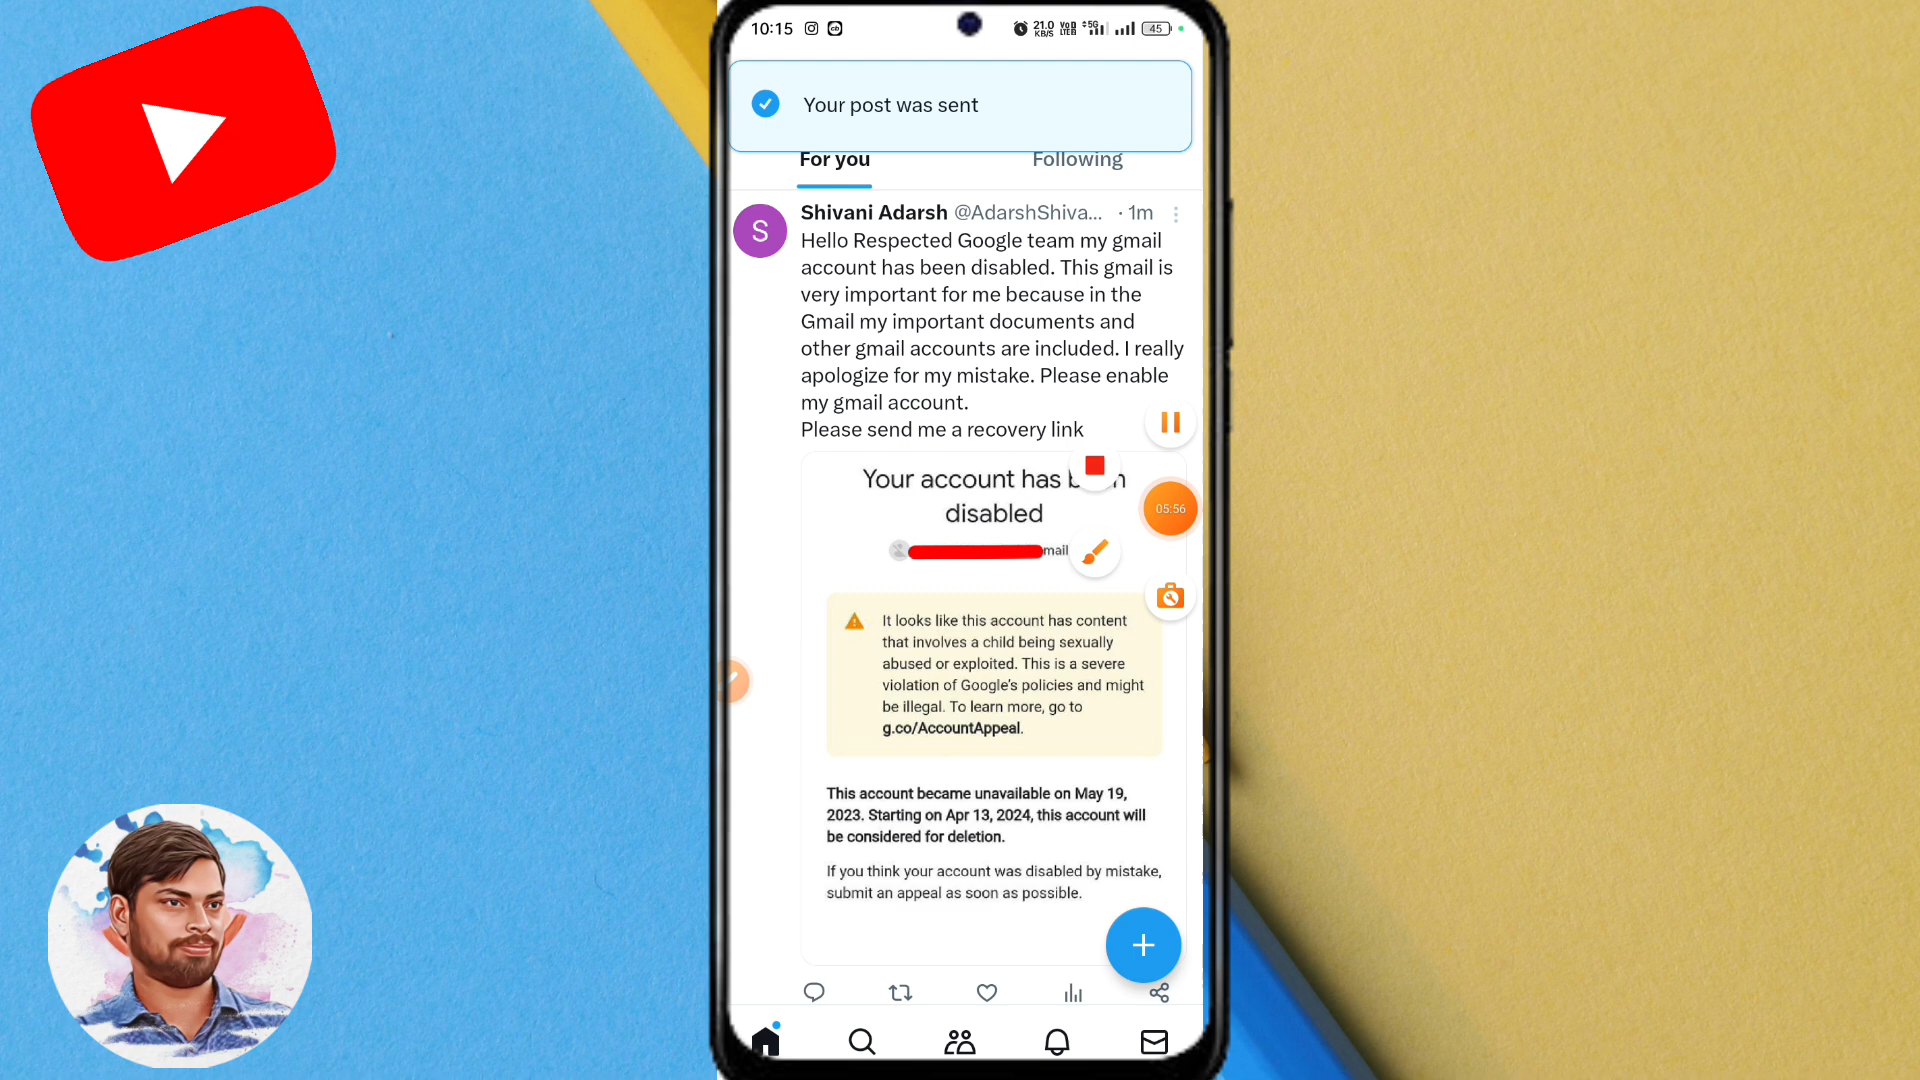 10:15
21.0
KB/S
VoD
LTE
5G
45
Your post was sent
For you
Following
Shivani Adarsh @AdarshShiva... · 1m
S
Hello Respected Google team my gmail
account has been disabled. This gmail is
very important for me because in the
Gmail my important documents and
other gmail accounts are included. I really
apologize for my mistake. Please enable
my gmail account.
Please send me a recovery link
Your account has b n
disabled
05:56
mail
It looks like this account has content
that involves a child being sexually
abused or exploited. This is a severe
violation of Google's policies and might
be illegal. To learn more, go to
g.co/AccountAppeal.
This account became unavailable on May 19,
2023. Starting on Apr 13, 2024, this account will
be considered for deletion.
If you think your account was disabled by mistake,
submit an appeal as soon as possible.